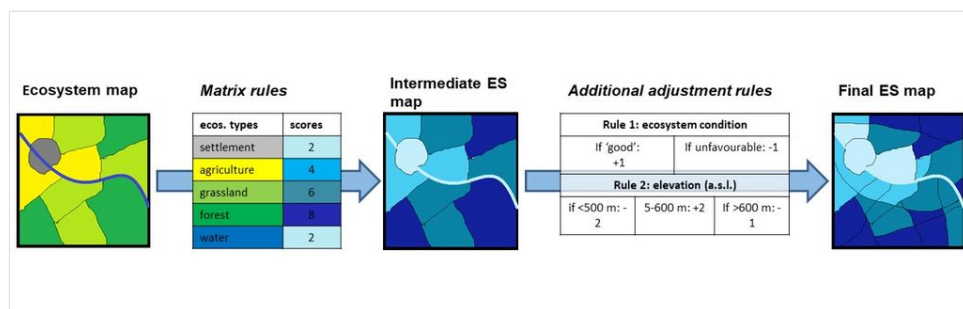 Ecosystem map
Matrix rules
ecos. types scores
settlement 2
agriculture 4
grassland 6
forest 8
water 2
Intermediate ES
map
Additional adjustment rules
Rule 1: ecosystem condition
If 'good':
+1
If unfavourable: -1
Rule 2: elevation (a.s.l.)
if <500 m: -
2
5-600 m: +2
If >600 m: -
1
Final ES map